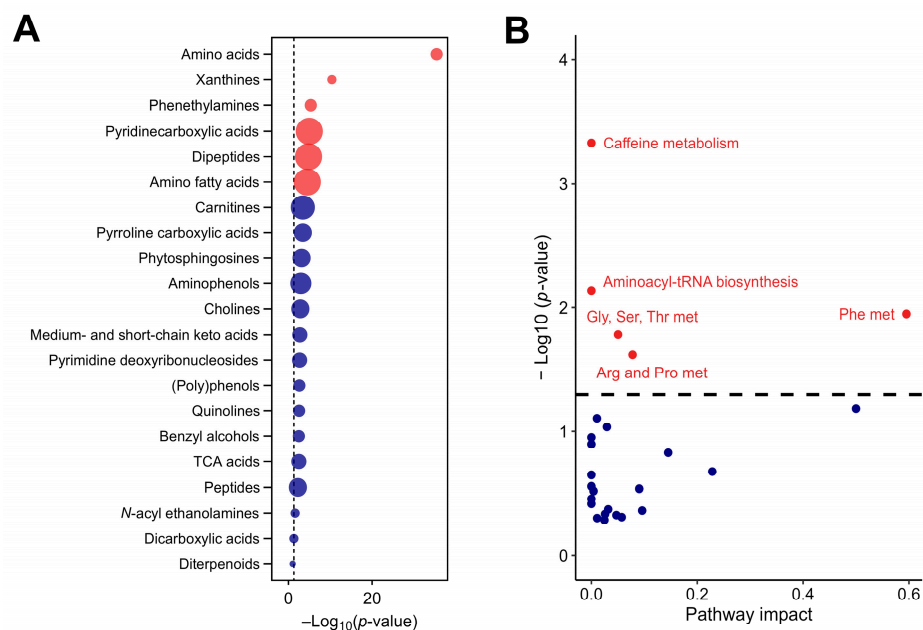 A
Amino acids
Xanthines
Phenethylamines
Pyridinecarboxylic acids
Dipeptides
Amino fatty acids
Carnitines
Pyrroline carboxylic acids
Phytosphingosines
Aminophenols
Cholines
Medium- and short-chain keto acids
Pyrimidine deoxyribonucleosides
(Poly)phenols
Quinolines
Benzyl alcohols
TCA acids
Peptides
N-acyl ethanolamines
Dicarboxylic acids
Diterpenoids
0 20
–Log10(p-value)
B
– Log10 (p-value)
4
3
2
1
0
Caffeine metabolism
Aminoacyl-tRNA biosynthesis
Gly, Ser, Thr met
Phe met
Arg and Pro met
0.0 0.2 0.4 0.6
Pathway impact